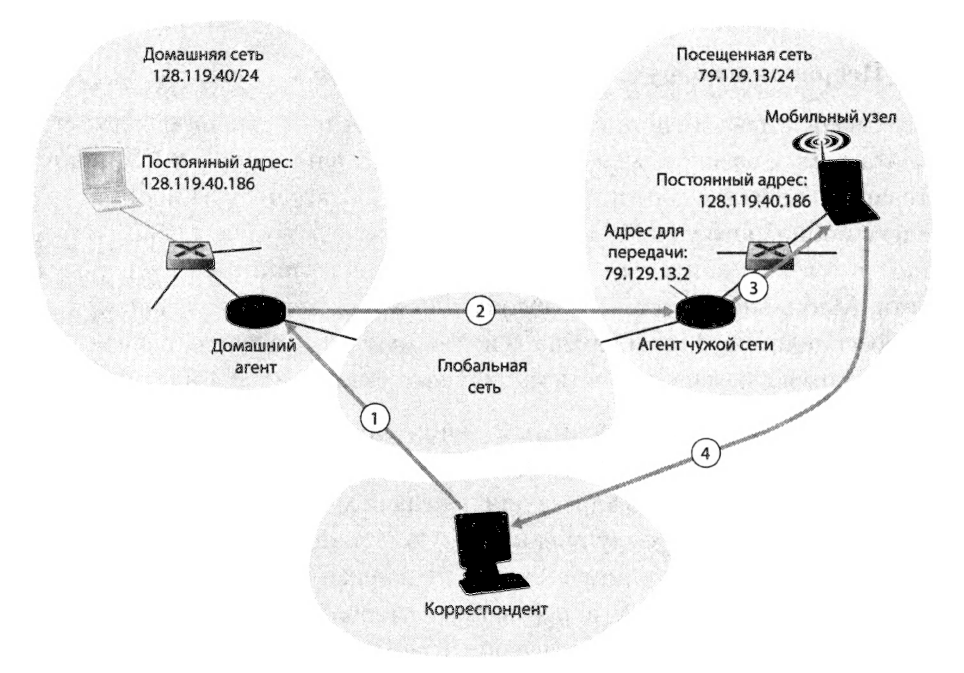 Домашняя сеть
128.119.40/24
Посещенная сеть
79.129.13/24
Мобильный узел
Постоянный адрес:
128.119.40.186
Постоянный адрес:
128.119.40.186
Адрес для
передачи:
79.129.13.2
3
2
Домашний
агент
Агент чужой сети
Глобальная
сеть
1
4
Корреспондент